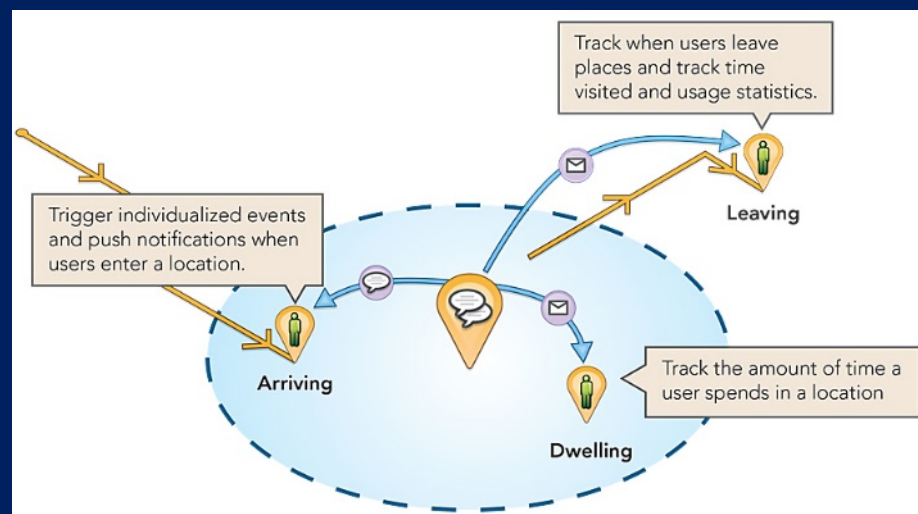 Track when users leave
places and track time
visited and usage statistics.
Leaving
Trigger individualized events
and push notifications when
users enter a location.
Arriving
Track the amount of time a
user spends in a location
Dwelling